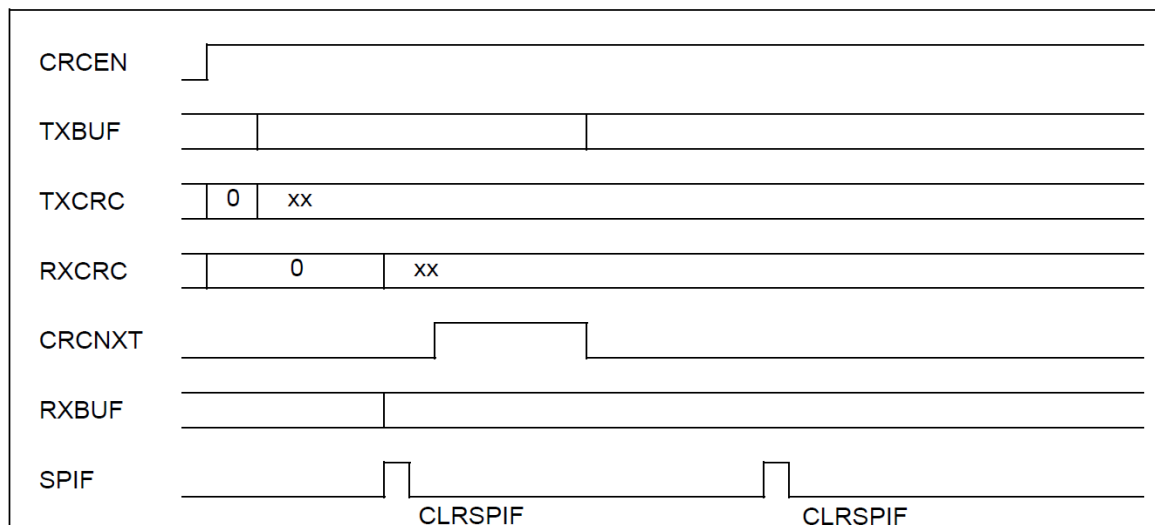 CRCEN
TXBUF
TXCRC 0 xx
RXCRC 0 xx
CRCNXT
RXBUF
SPIF
CLRSPIF CLRSPIF